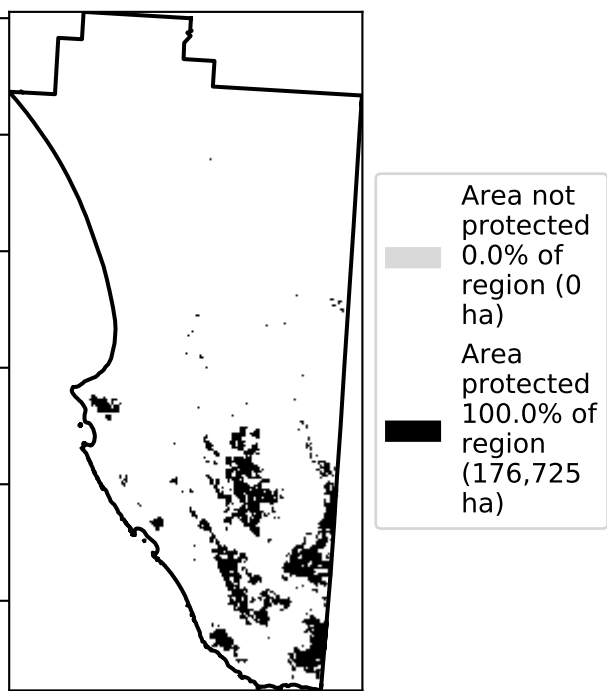 Area not
protected
0.0% of
region (0
ha)
Area
protected
100.0% of
region
(176,725
ha)